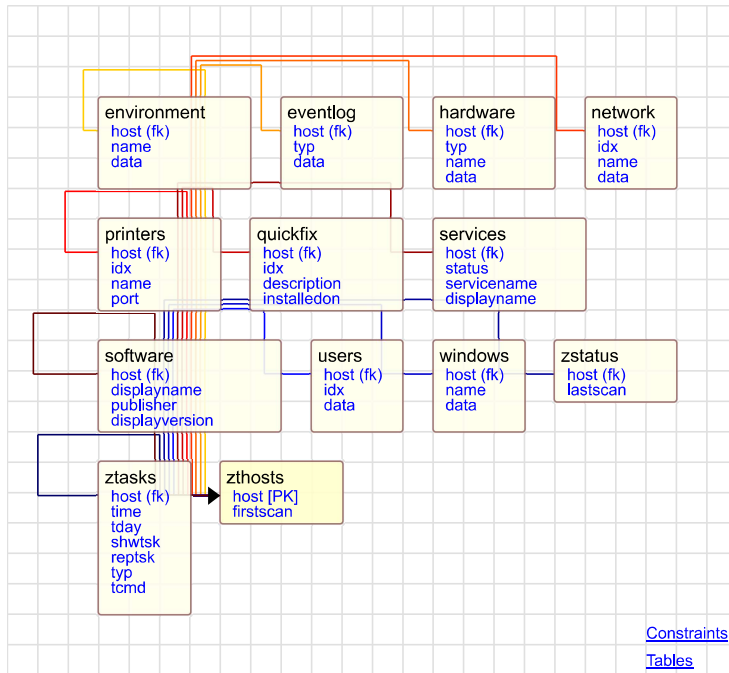 environment
host (fk)
name
data
eventlog
host (fk)
typ
data
hardware
host (fk)
typ
name
data
network
host (fk)
idx
name
data
printers
host (fk)
idx
name
port
quickfix
host (fk)
idx
description
installedon
services
host (fk)
status
servicename
displayname
software
host (fk)
displayname
publisher
displayversion
users
host (fk)
idx
data
windows
host (fk)
name
data
zstatus
host (fk)
lastscan
ztasks
host (fk)
time
tday
shwtsk
reptsk
typ
tcmd
zthosts
host [PK]
firstscan
Constraints
Tables